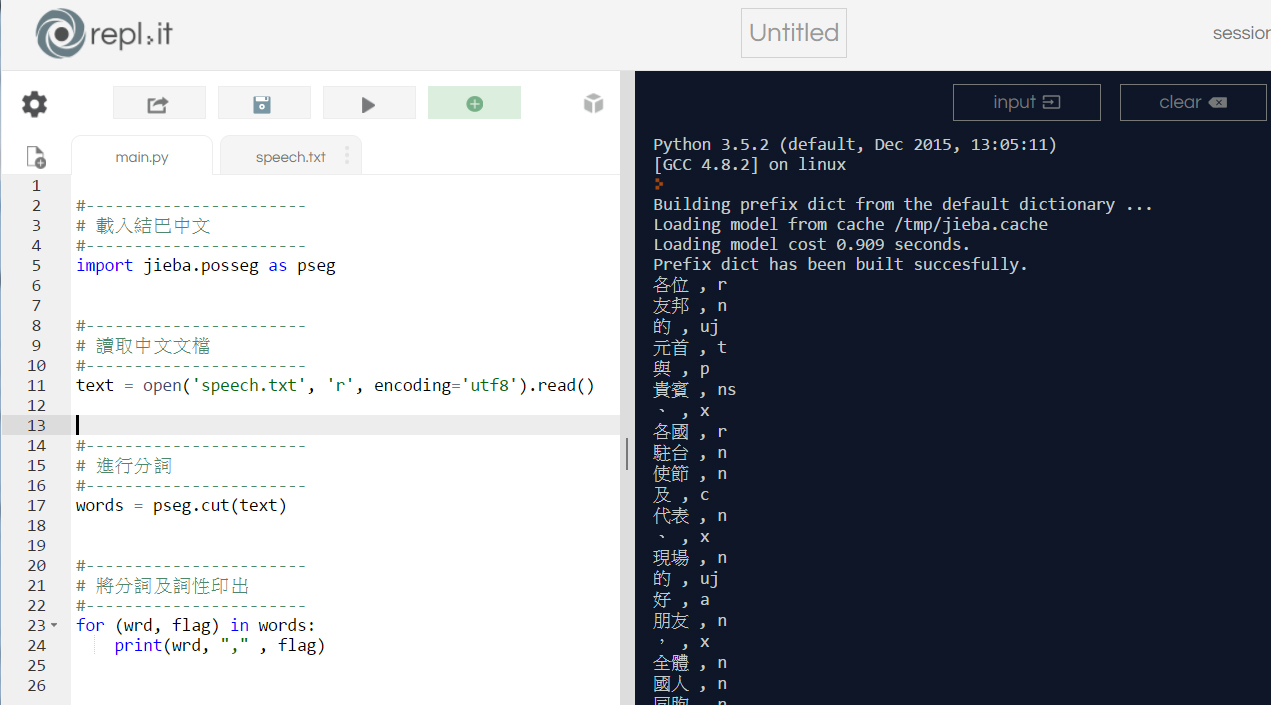 repl.it
Untitled
session
main.py
speech.txt
1
2 #-----------------------
3 # 載入結巴中文
4 #-----------------------
5 import jieba.posseg as pseg
6
7
8 #-----------------------
9 # 讀取中文文檔
10 #-----------------------
11 text = open('speech.txt', 'r', encoding='utf8').read()
12
13
14 #-----------------------
15 # 進行分詞
16 #-----------------------
17 words = pseg.cut(text)
18
19
20 #-----------------------
21 # 將分詞及詞性印出
22 #-----------------------
23 for (wrd, flag) in words:
24 print(wrd, "," , flag)
25
26
input
clear
Python 3.5.2 (default, Dec 2015, 13:05:11)
[GCC 4.8.2] on linux
Building prefix dict from the default dictionary ...
Loading model from cache /tmp/jieba.cache
Loading model cost 0.909 seconds.
Prefix dict has been built succesfully.
各位 , r
友邦 , n
的 , uj
元首 , t
與 , p
貴賓 , ns
、 , x
各國 , r
駐台 , n
使節 , n
及 , c
代表 , n
、 , x
現場 , n
的 , uj
好 , a
朋友 , n
， , x
全體 , n
國人 , n
同胞 , n